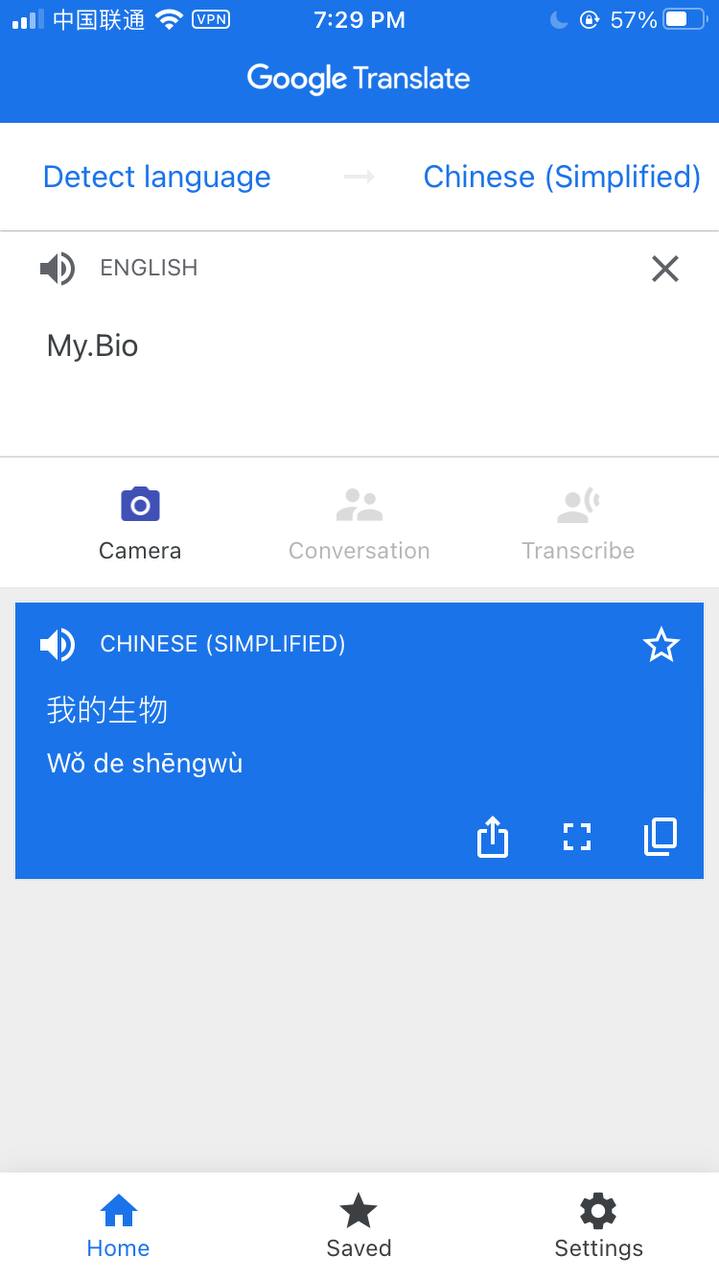 中国联通 VPN 7:29 PM 57%
Google Translate
Detect language → Chinese (Simplified)
ENGLISH
My.Bio
Camera Conversation Transcribe
CHINESE (SIMPLIFIED)
我的生物
Wǒ de shēngwù
Home Saved Settings